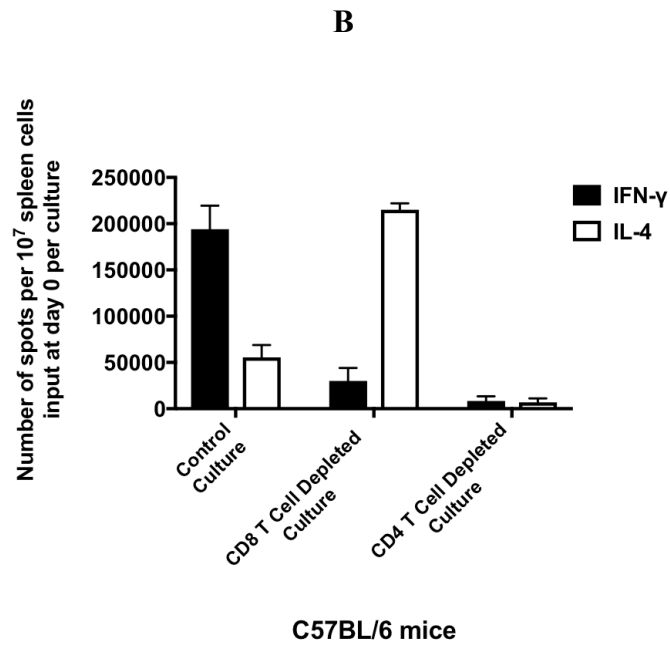 B
Number of spots per 10⁷ spleen cells
input at day 0 per culture
250000
200000
150000
100000
50000
0
IFN-γ
IL-4
Control
Culture
CD8 T Cell Depleted
Culture
CD4 T Cell Depleted
Culture
C57BL/6 mice